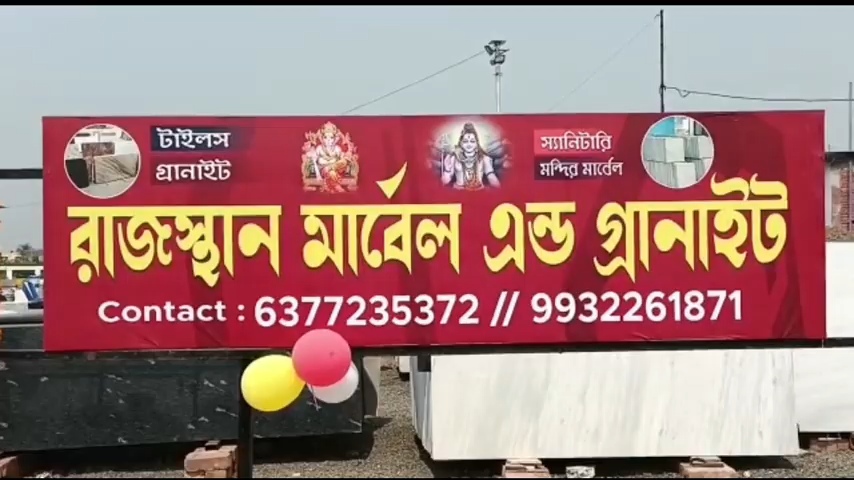 টাইলস
গ্রানাইট
স্যানিটারি
মন্দির মার্বেল
রাজস্থান মার্বেল এন্ড গ্রানাইট
Contact : 6377235372 // 9932261871